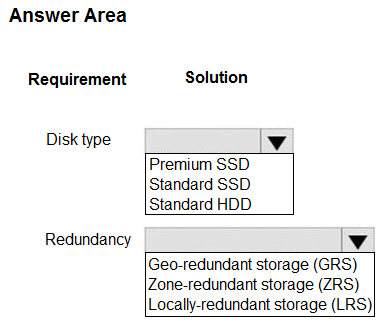 Answer Area
Requirement Solution
Disk type
Premium SSD
Standard SSD
Standard HDD
Redundancy
Geo-redundant storage (GRS)
Zone-redundant storage (ZRS)
Locally-redundant storage (LRS)